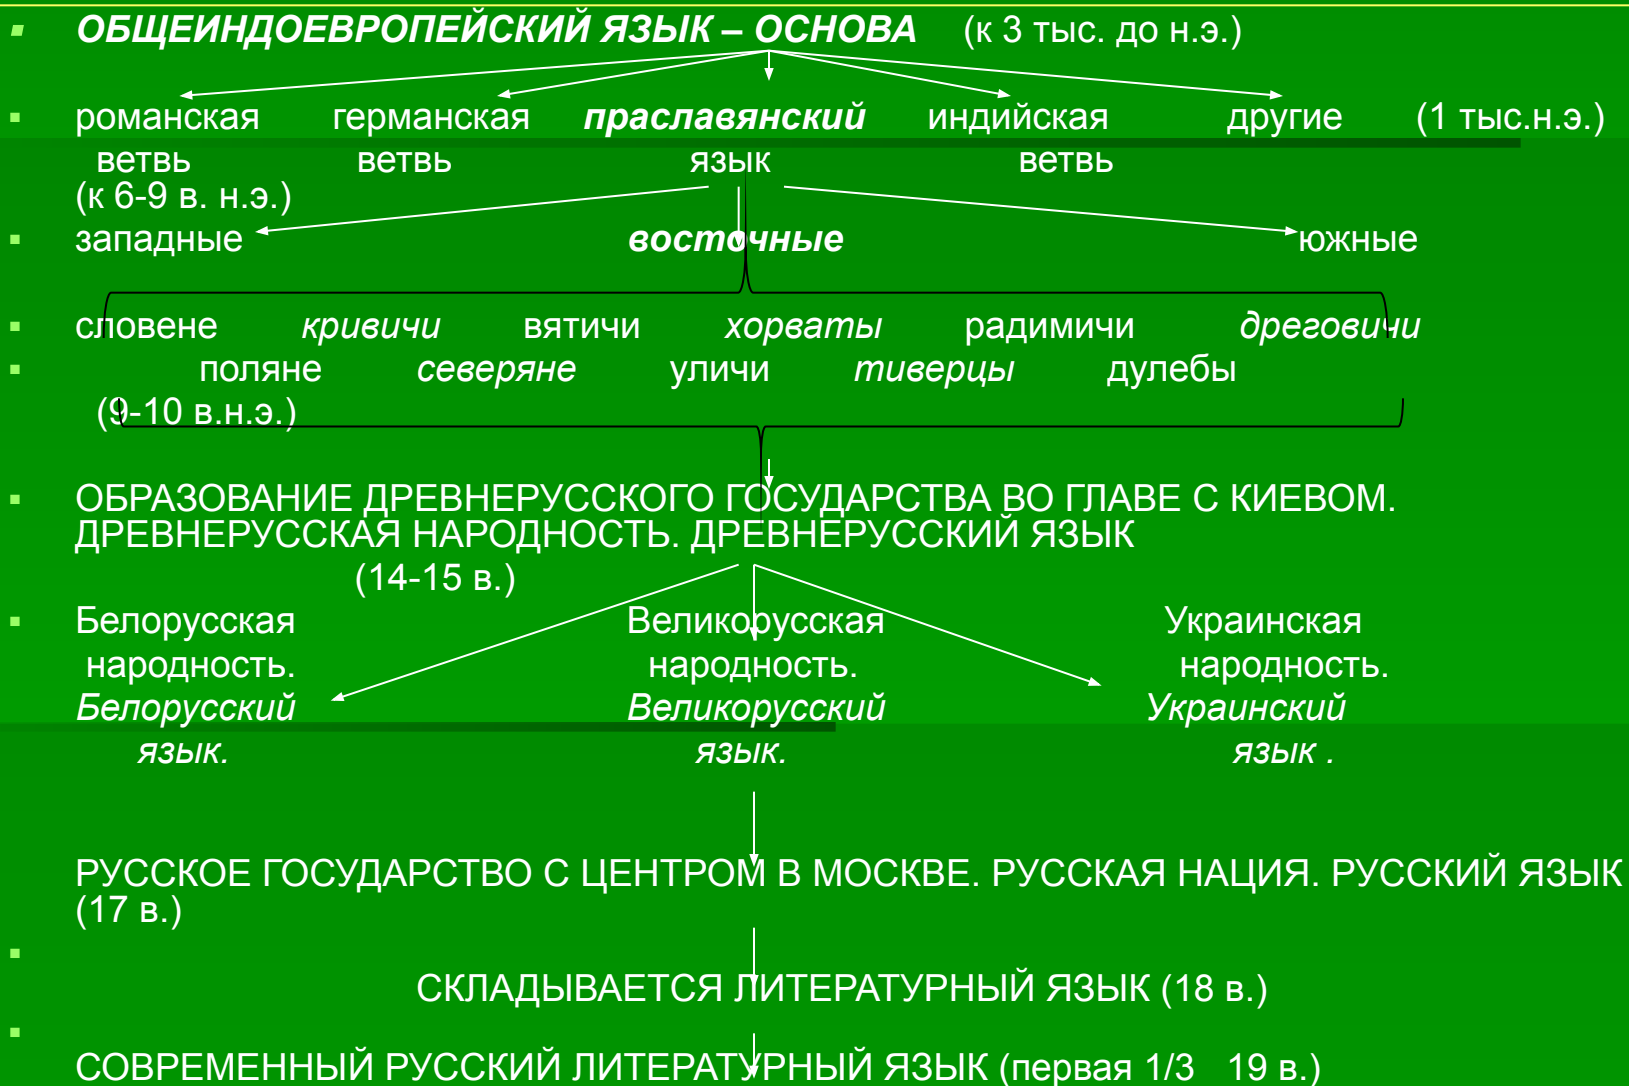 ОБЩЕИНДОЕВРОПЕЙСКИЙ ЯЗЫК – ОСНОВА (к 3 тыс. до н.э.)
романская германская праславянский индийская другие (1 тыс.н.э.)
ветвь ветвь язык ветвь
(к 6-9 в. н.э.)
западные восточные южные
словене кривичи вятичи хорваты радимичи дреговичи
поляне северяне уличи тиверцы дулебы
(9-10 в.н.э.)
ОБРАЗОВАНИЕ ДРЕВНЕРУССКОГО ГОСУДАРСТВА ВО ГЛАВЕ С КИЕВОМ.
ДРЕВНЕРУССКАЯ НАРОДНОСТЬ. ДРЕВНЕРУССКИЙ ЯЗЫК
(14-15 в.)
Белорусская Великорусская Украинская
народность. народность. народность.
Белорусский Великорусский Украинский
язык. язык. язык .
РУССКОЕ ГОСУДАРСТВО С ЦЕНТРОМ В МОСКВЕ. РУССКАЯ НАЦИЯ. РУССКИЙ ЯЗЫК
(17 в.)
СКЛАДЫВАЕТСЯ ЛИТЕРАТУРНЫЙ ЯЗЫК (18 в.)
СОВРЕМЕННЫЙ РУССКИЙ ЛИТЕРАТУРНЫЙ ЯЗЫК (первая 1/3 19 в.)